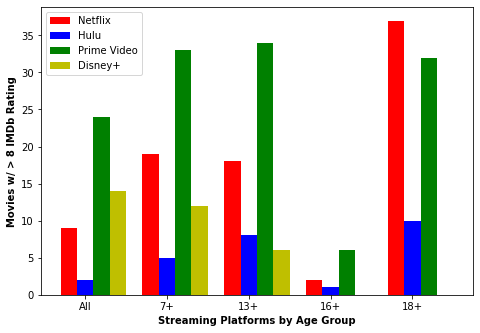 Netflix
Hulu
Prime Video
Disney+
Movies w/ > 8 IMDb Rating
35
30
25
20
15
10
5
0
All 7+ 13+ 16+ 18+
Streaming Platforms by Age Group